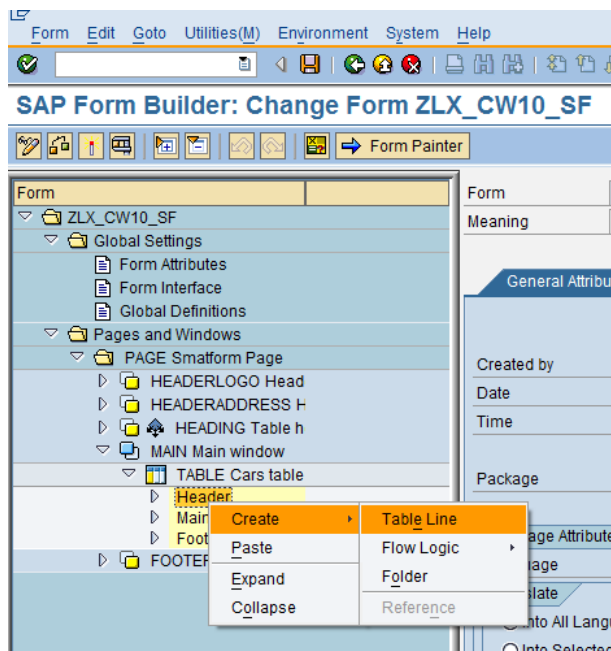 Form Edit Goto Utilities(M) Environment System Help
SAP Form Builder: Change Form ZLX_CW10_SF
Form Painter
Form
ZLX_CW10_SF
Global Settings
Form Attributes
Form Interface
Global Definitions
Pages and Windows
PAGE Smatform Page
HEADERLOGO Head
HEADERADDRESS H
HEADING Table h
MAIN Main window
TABLE Cars table
Header
Main
Foot
FOOTER
Create
Paste
Expand
Collapse
Table Line
Flow Logic
Folder
Reference
Form
Meaning
General Attribu
Created by
Date
Time
Package
age Attribute
uage
slate
Into All Langu
Into Selected